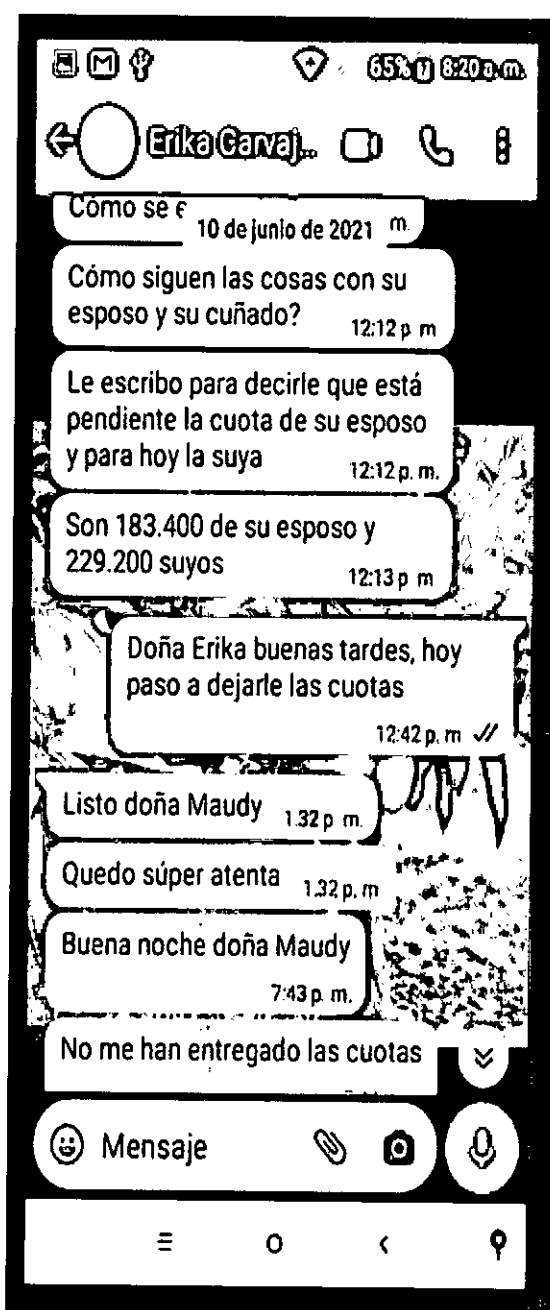 65% 8:20 a. m.
Erika Carvaj...
Cómo se e
10 de junio de 2021 m.
Cómo siguen las cosas con su
esposo y su cuñado?
12:12 p m
Le escribo para decirle que está
pendiente la cuota de su esposo
y para hoy la suya
12:12 p. m.
Son 183.400 de su esposo y
229.200 suyos
12:13 p m
Doña Erika buenas tardes, hoy
paso a dejarle las cuotas
12:42 p. m
Listo doña Maudy 1.32 p m.
Quedo súper atenta 1.32 p. m
Buena noche doña Maudy
7:43 p. m.
No me han entregado las cuotas
Mensaje